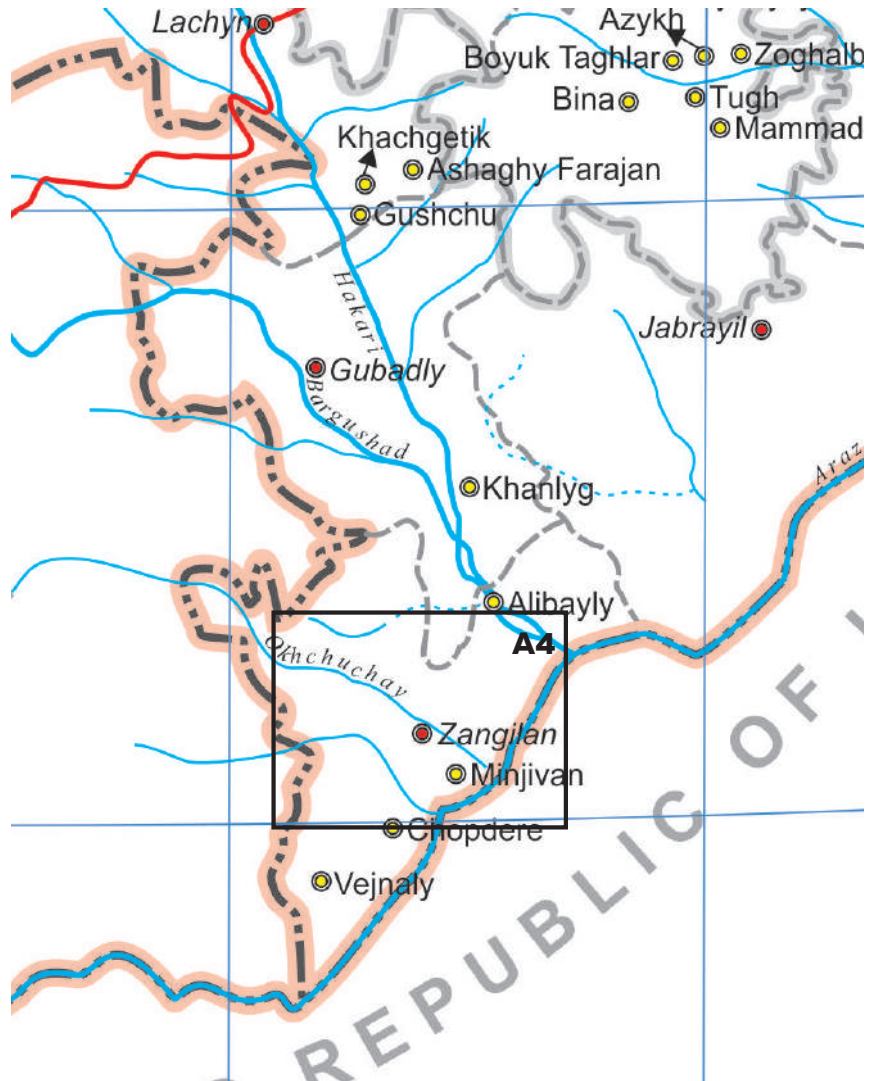 Lachyn
Azykh
Boyuk Taghlar
Zoghalb
Bina
Tugh
Mammad
Khachgetik
Ashaghy Farajan
Gushchu
Hakari
Jabrayil
Gubadly
Bargushad
Araz
Khanlyg
Alibayly
A4
Okhchuchay
Zangilan
Minjivan
Chopdere
Vejnaly
REPUBLIC OF